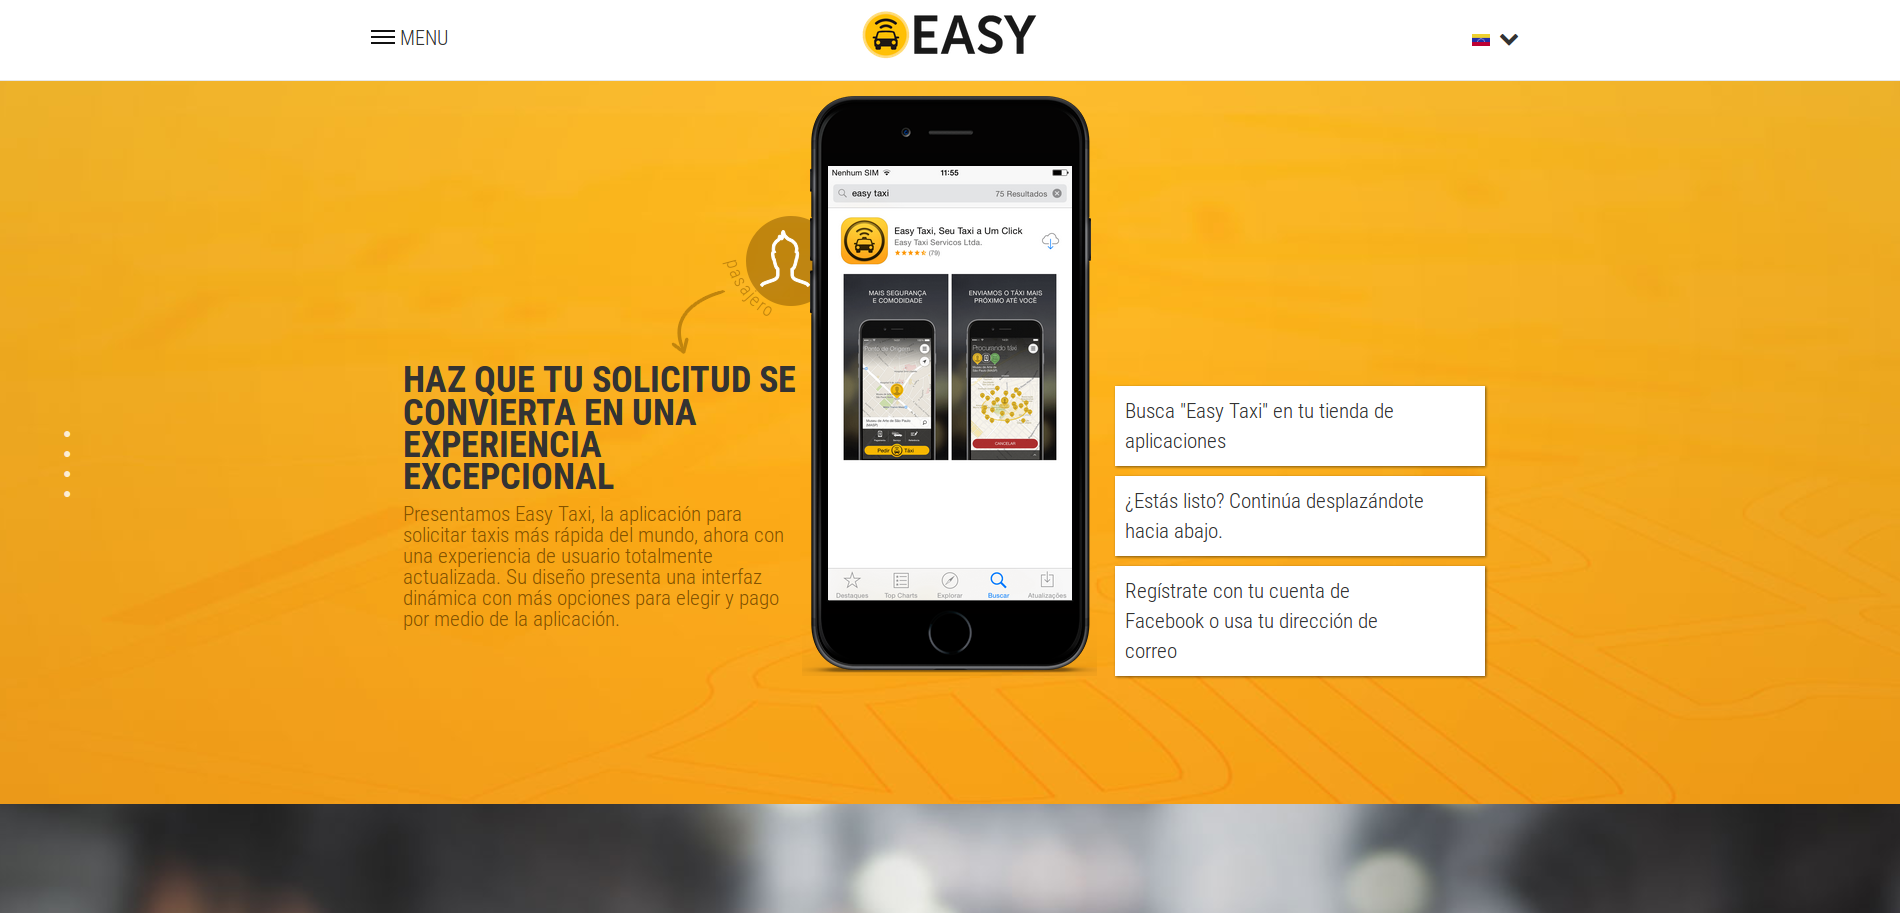 MENU
EASY
Nenhum SIM
11:55
easy taxi
75 Resultados
Easy Taxi, Seu Taxi a Um Click
Easy Taxi Servicos Ltda.
(79)
MAIS SEGURANÇA
E COMODIDADE
ENVIAMOS O TÁXI MAIS
PRÓXIMO ATÉ VOCÊ
Ponto de Origem
Procurando táxi
CANCELAR
Pedir Táxi
Destaques
Top Charts
Explorar
Buscar
Atualizações
pasajero
HAZ QUE TU SOLICITUD SE
CONVIERTA EN UNA
EXPERIENCIA
EXCEPCIONAL
Presentamos Easy Taxi, la aplicación para
solicitar taxis más rápida del mundo, ahora con
una experiencia de usuario totalmente
actualizada. Su diseño presenta una interfaz
dinámica con más opciones para elegir y pago
por medio de la aplicación.
Busca "Easy Taxi" en tu tienda de
aplicaciones
¿Estás listo? Continúa desplazándote
hacia abajo.
Regístrate con tu cuenta de
Facebook o usa tu dirección de
correo